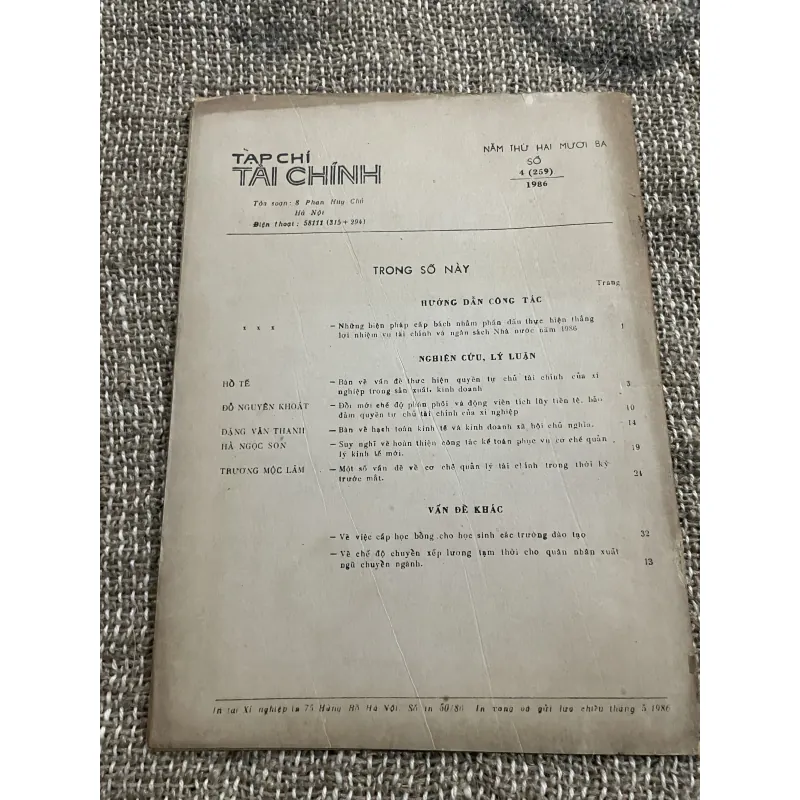 TẠP CHÍ
TÀI CHÍNH
Tòa soạn: 8 Phan Huy Chú
Hà Nội
Điện thoại: 58111 (315 + 294)
NĂM THỨ HAI MƯƠI BA
SỐ
4 (259)
1986
TRONG SỐ NÀY
Trang
HƯỚNG DẪN CÔNG TÁC
x x x
– Những biện pháp cấp bách nhằm phấn đấu thực hiện thắng
lợi nhiệm vụ tài chính và ngân sách Nhà nước năm 1986
1
NGHIÊN CỨU, LÝ LUẬN
HỒ TẾ
– Bàn về vấn đề thực hiện quyền tự chủ tài chính của xí
nghiệp trong sản xuất, kinh doanh
3
ĐỖ NGUYÊN KHOÁT
– Đổi mới chế độ phân phối và động viên tích lũy tiền tệ, bảo
đảm quyền tự chủ tài chính của xí nghiệp
10
ĐẶNG VĂN THANH
– Bàn về hạch toán kinh tế và kinh doanh xã hội chủ nghĩa.
14
HÀ NGỌC SƠN
– Suy nghĩ về hoàn thiện công tác kế toán phục vụ cơ chế quản
lý kinh tế mới.
19
TRƯƠNG MỘC LÂM
– Một số vấn đề về cơ chế quản lý tài chính trong thời kỳ
trước mắt.
24
VẤN ĐỀ KHÁC
– Về việc cấp học bổng cho học sinh các trường đào tạo
32
– Về chế độ chuyển xếp lương tạm thời cho quân nhân xuất
ngũ chuyển ngành.
13
In tại Xí nghiệp in 75 Hàng Bồ Hà Nội. Số in 50/86 In xong và gửi lưu chiểu tháng 5 1986